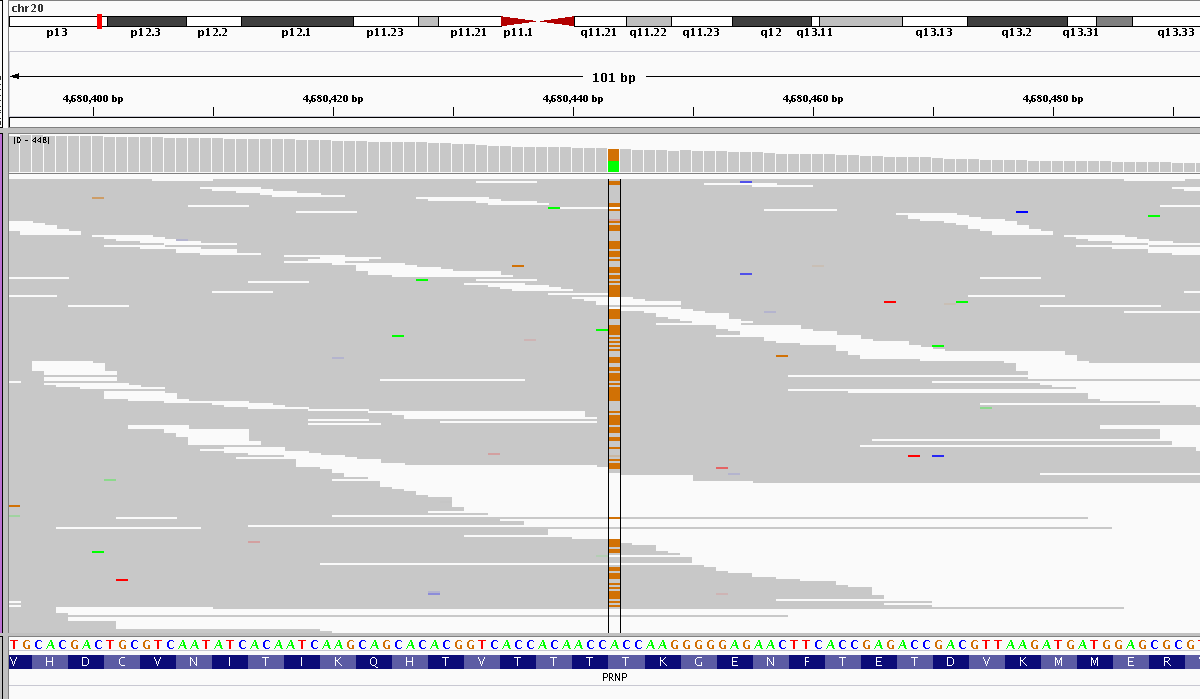 chr20
p13 p12.3 p12.2 p12.1 p11.23 p11.21 p11.1 q11.21 q11.22 q11.23 q12 q13.11 q13.13 q13.2 q13.31 q13.33
101 bp
4,680,400 bp 4,680,420 bp 4,680,440 bp 4,680,460 bp 4,680,480 bp
[0 - 448]
TGCACGACTGCGTCAATATCACAATCAAGCAGCACACGGTCACCACAACCACCAAGGGGGAGAACTTCACCGAGACCGACGTTAAGATGATGGAGCGCGT
V H D C V N I T I K Q H T V T T T T K G E N F T E T D V K M M E R
PRNP